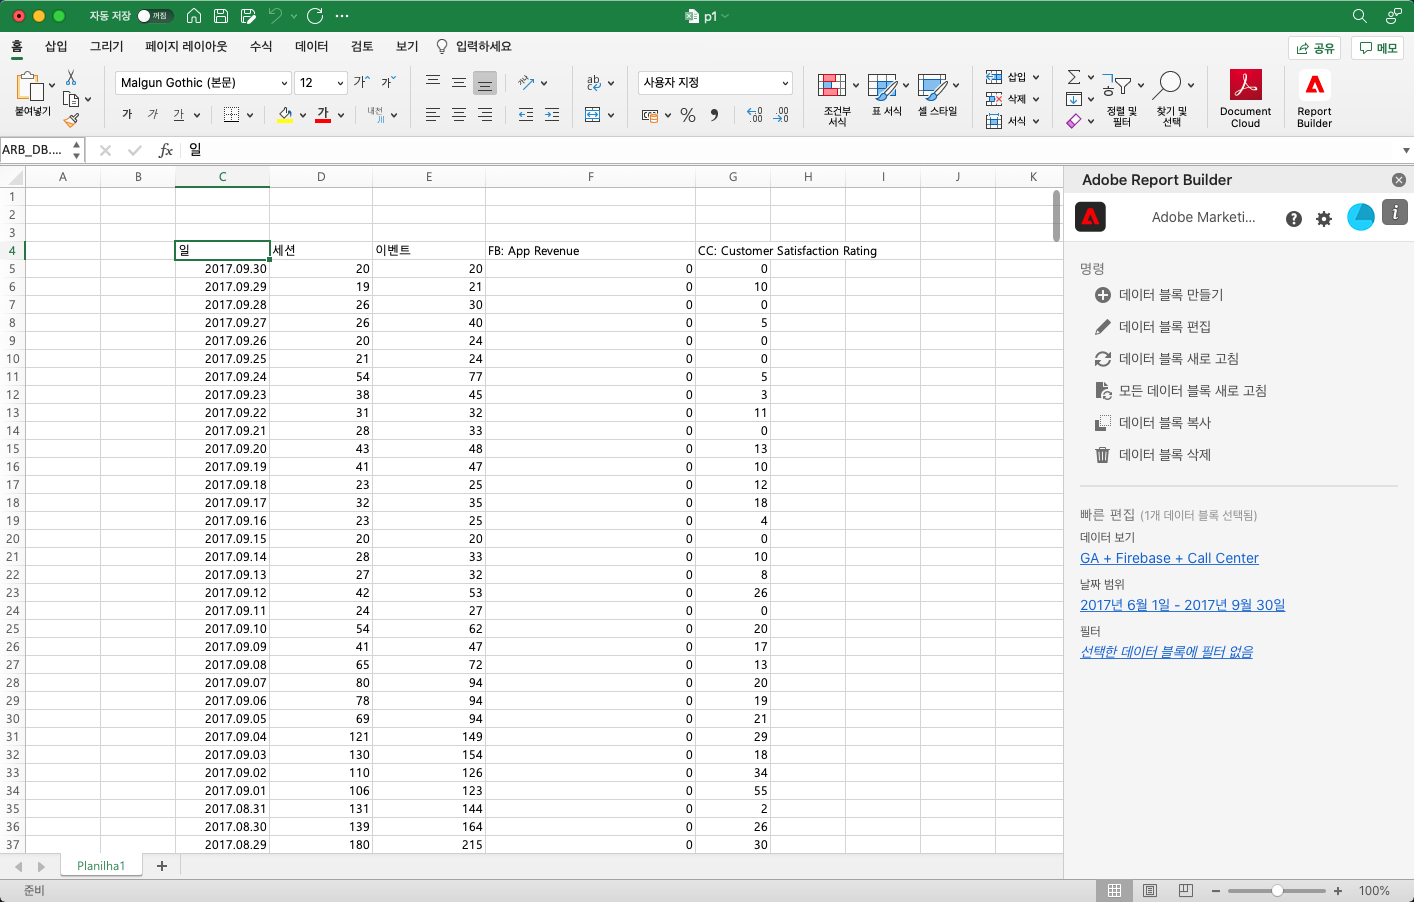 자동 저장 꺼짐 p1
홈 삽입 그리기 페이지 레이아웃 수식 데이터 검토 보기 입력하세요 공유 메모
붙여넣기 Malgun Gothic (본문) 12 가^ 가ˇ 사용자 지정
가 가 가 가 내천 % 조건부 서식 표 서식 셀 스타일 삽입 삭제 서식 정렬 및 필터 찾기 및 선택 Document Cloud Report Builder
ARB_DB.... fx 일
A B C D E F G H I J K
1
2
3
4 일 세션 이벤트 FB: App Revenue CC: Customer Satisfaction Rating
5 2017.09.30 20 20 0 0
6 2017.09.29 19 21 0 10
7 2017.09.28 26 30 0 0
8 2017.09.27 26 40 0 5
9 2017.09.26 20 24 0 0
10 2017.09.25 21 24 0 0
11 2017.09.24 54 77 0 5
12 2017.09.23 38 45 0 3
13 2017.09.22 31 32 0 11
14 2017.09.21 28 33 0 0
15 2017.09.20 43 48 0 13
16 2017.09.19 41 47 0 10
17 2017.09.18 23 25 0 12
18 2017.09.17 32 35 0 18
19 2017.09.16 23 25 0 4
20 2017.09.15 20 20 0 0
21 2017.09.14 28 33 0 10
22 2017.09.13 27 32 0 8
23 2017.09.12 42 53 0 26
24 2017.09.11 24 27 0 0
25 2017.09.10 54 62 0 20
26 2017.09.09 41 47 0 17
27 2017.09.08 65 72 0 13
28 2017.09.07 80 94 0 20
29 2017.09.06 78 94 0 19
30 2017.09.05 69 94 0 21
31 2017.09.04 121 149 0 29
32 2017.09.03 130 154 0 18
33 2017.09.02 110 126 0 34
34 2017.09.01 106 123 0 55
35 2017.08.31 131 144 0 2
36 2017.08.30 139 164 0 26
37 2017.08.29 180 215 0 30
Adobe Report Builder
Adobe Marketi...
명령
데이터 블록 만들기
데이터 블록 편집
데이터 블록 새로 고침
모든 데이터 블록 새로 고침
데이터 블록 복사
데이터 블록 삭제
빠른 편집 (1개 데이터 블록 선택됨)
데이터 보기
GA + Firebase + Call Center
날짜 범위
2017년 6월 1일 - 2017년 9월 30일
필터
선택한 데이터 블록에 필터 없음
Planilha1
준비 100%